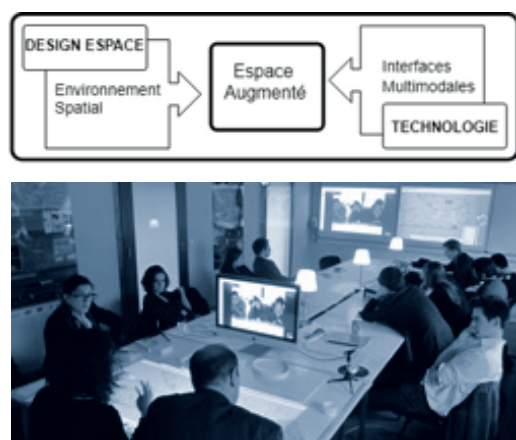 DESIGN ESPACE
Environnement
Spatial
Espace
Augmenté
Interfaces
Multimodales
TECHNOLOGIE